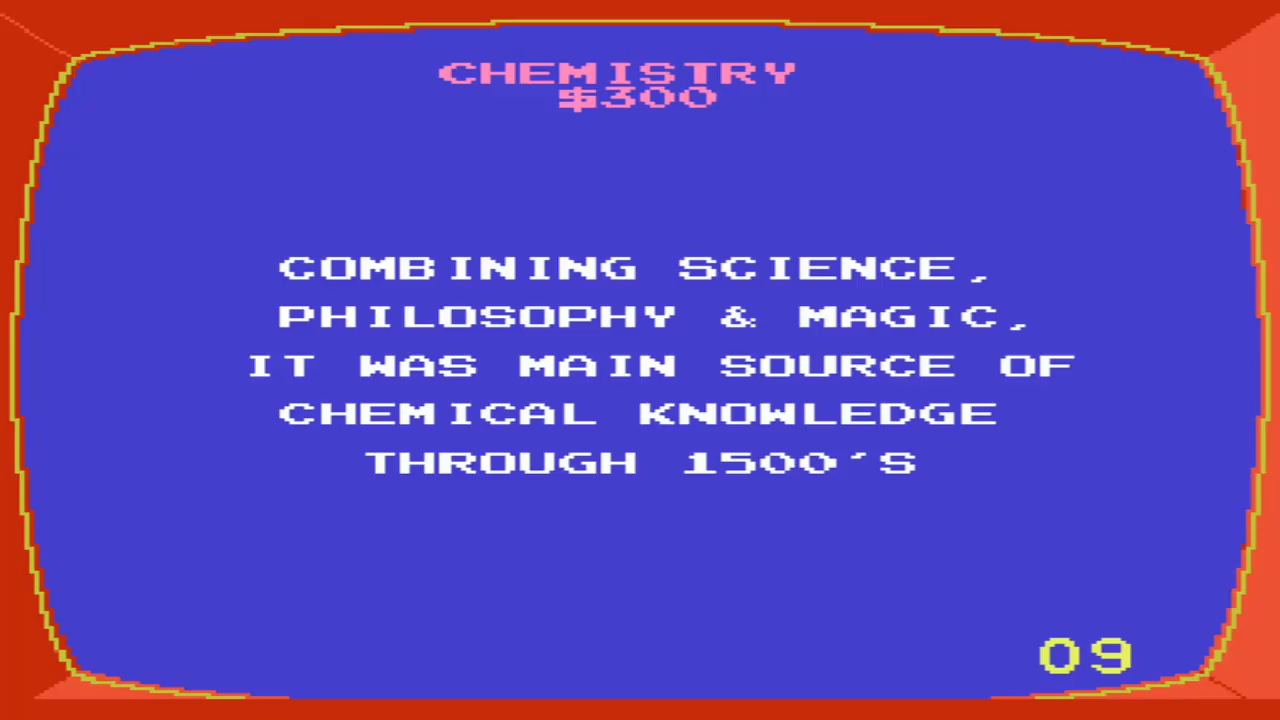 CHEMISTRY
$300
COMBINING SCIENCE,
PHILOSOPHY & MAGIC,
IT WAS MAIN SOURCE OF
CHEMICAL KNOWLEDGE
THROUGH 1500'S
09